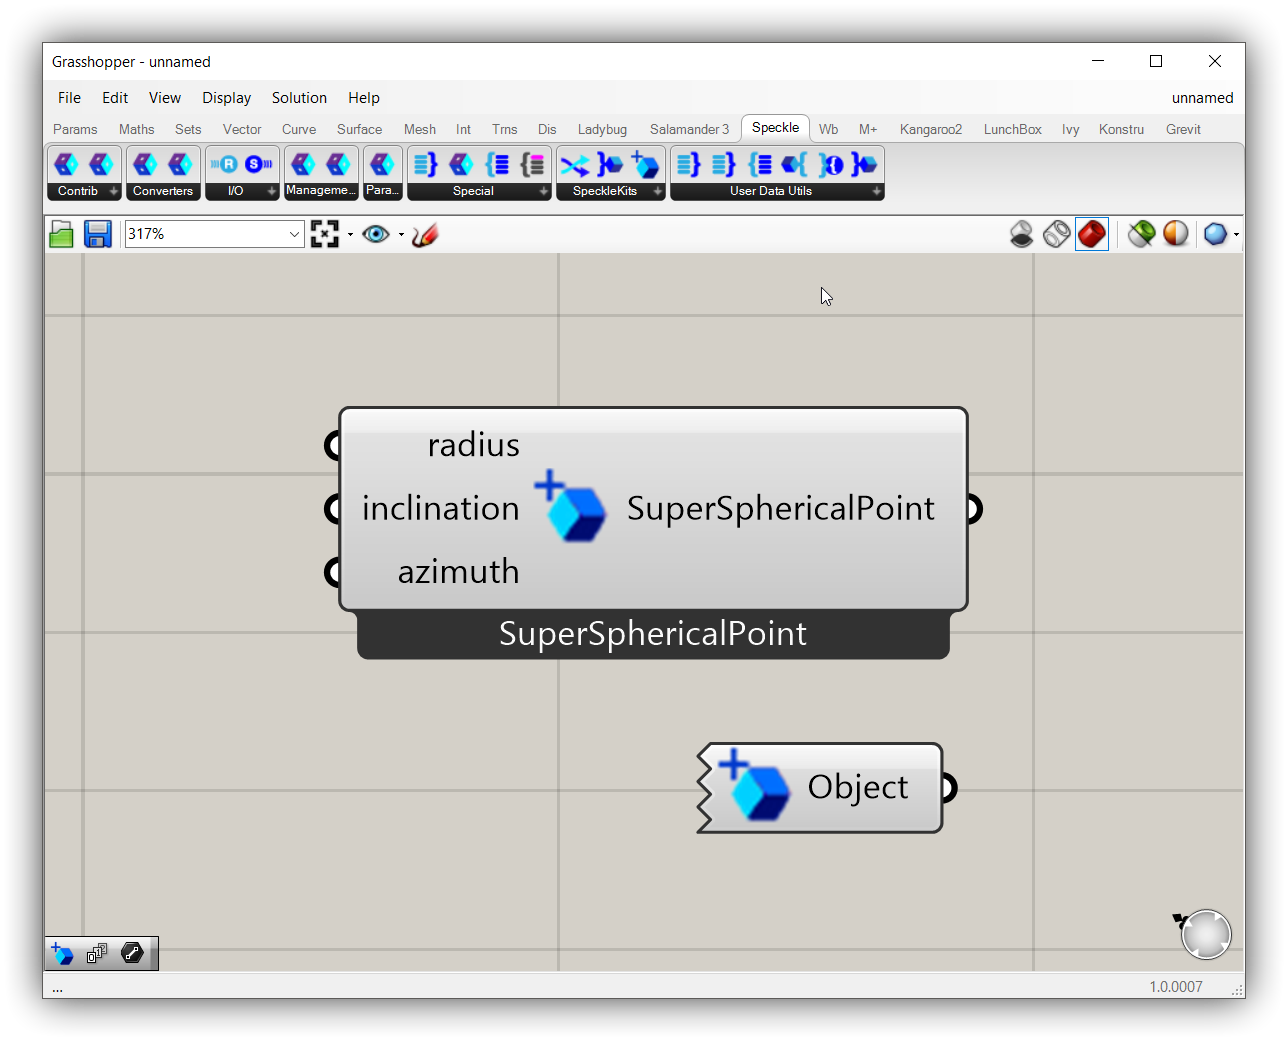 Grasshopper - unnamed
File Edit View Display Solution Help unnamed
Params Maths Sets Vector Curve Surface Mesh Int Trns Dis Ladybug Salamander 3 Speckle Wb M+ Kangaroo2 LunchBox Ivy Konstru Grevit
R S
Contrib Converters I/O Manageme... Para... Special SpeckleKits User Data Utils
317%
radius
inclination SuperSphericalPoint
azimuth
SuperSphericalPoint
Object
... 1.0.0007